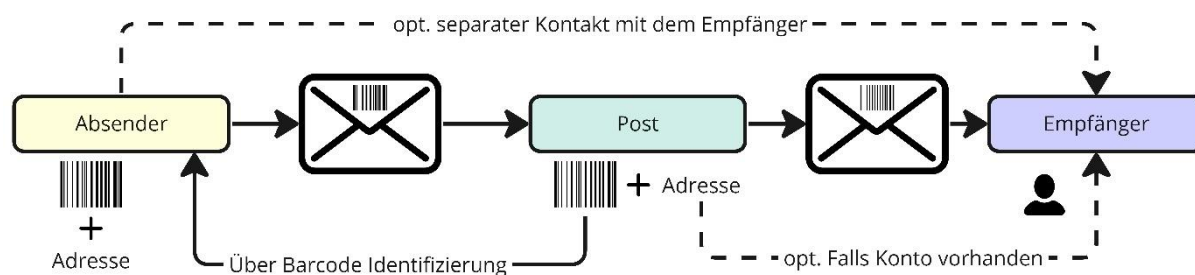 opt. separater Kontakt mit dem Empfänger
Absender
Post
Empfänger
+ Adresse
+
Adresse
Über Barcode Identifizierung
opt. Falls Konto vorhanden